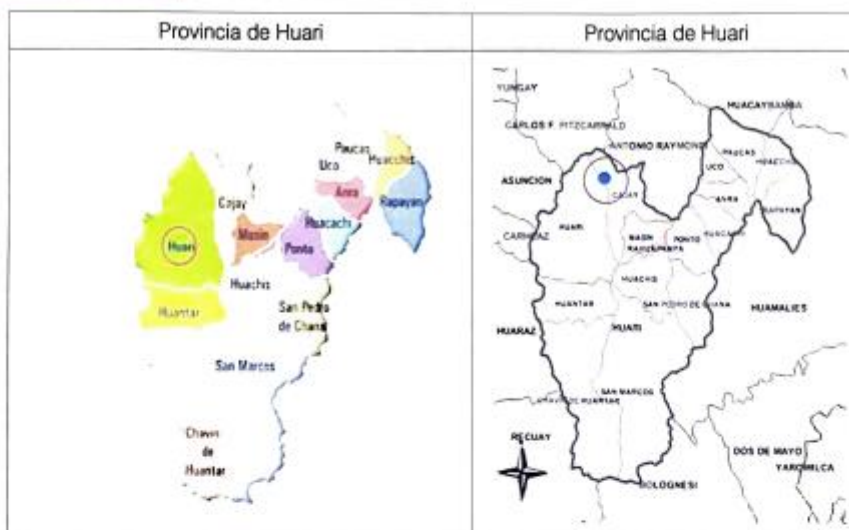 Provincia de Huari
Paucas
Uco
Huacchis
Cajay
Anra
Rapayan
Huari
Masin
Huacachi
Ponto
Huachis
Huantar
San Pedro
de Chana
San Marcos
Chavin
de
Huantar
Provincia de Huari
YUNGAY
HUACAYBAMBA
CARLOS F. FITZCARRALD
ANTONIO RAYMONDI
PAUCAS
ASUNCION
UCO
HUACCHIS
CAJAY
ANRA
RAPAYAN
HUARI
CARHUAZ
MASIN
PONTO
HUACACHI
HUACHIS
HUANTAR
SAN PEDRO DE CHANA
HUAMALIES
HUARAZ
HUARI
SAN MARCOS
CHAVIN DE HUANTAR
RECUAY
DOS DE MAYO
YAROWILCA
BOLOGNESI